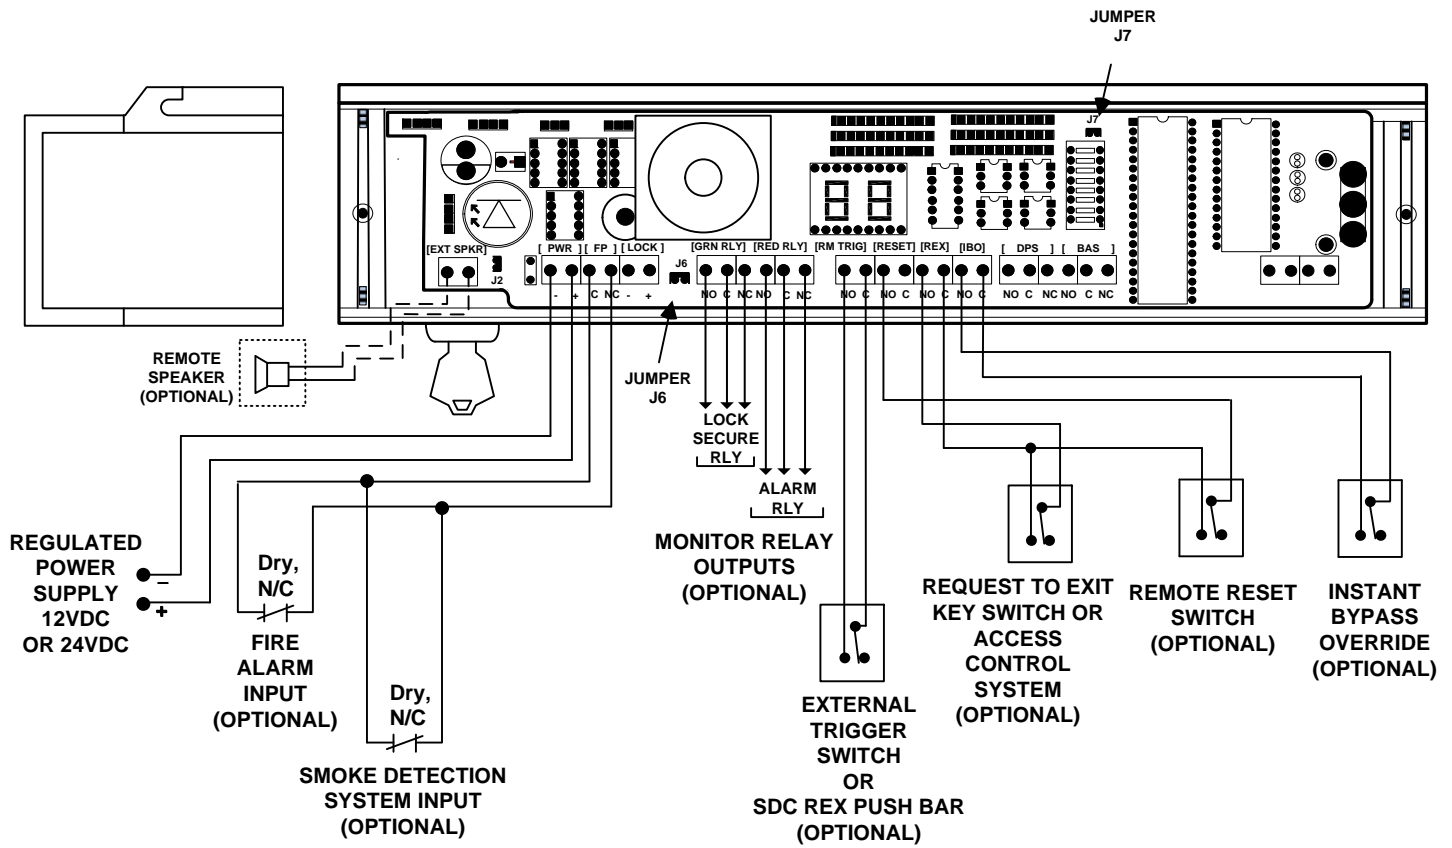 JUMPER
J7
J7
[EXT SPKR]
[ PWR ] [ FP ] [ LOCK ]
[GRN RLY] [RED RLY] [RM TRIG] [RESET] [REX] [IBO] [ DPS ] [ BAS ]
J2
J6
- + C NC - +
NO C NC NO C NC NO C NO C NO C NO C NO C NC NO C NC
REMOTE
SPEAKER
(OPTIONAL)
JUMPER
J6
LOCK
SECURE
RLY
ALARM
RLY
MONITOR RELAY
OUTPUTS
(OPTIONAL)
REGULATED
POWER
SUPPLY
12VDC
OR 24VDC
–
+
Dry,
N/C
FIRE
ALARM
INPUT
(OPTIONAL)
Dry,
N/C
SMOKE DETECTION
SYSTEM INPUT
(OPTIONAL)
EXTERNAL
TRIGGER
SWITCH
OR
SDC REX PUSH BAR
(OPTIONAL)
REQUEST TO EXIT
KEY SWITCH OR
ACCESS
CONTROL
SYSTEM
(OPTIONAL)
REMOTE RESET
SWITCH
(OPTIONAL)
INSTANT
BYPASS
OVERRIDE
(OPTIONAL)